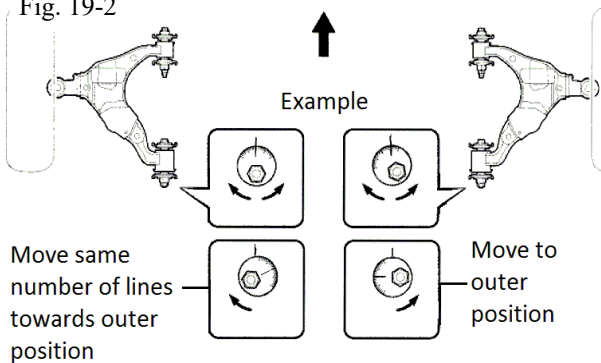 Fig. 19-2
Example
Move same
number of lines
towards outer
position
Move to
outer
position